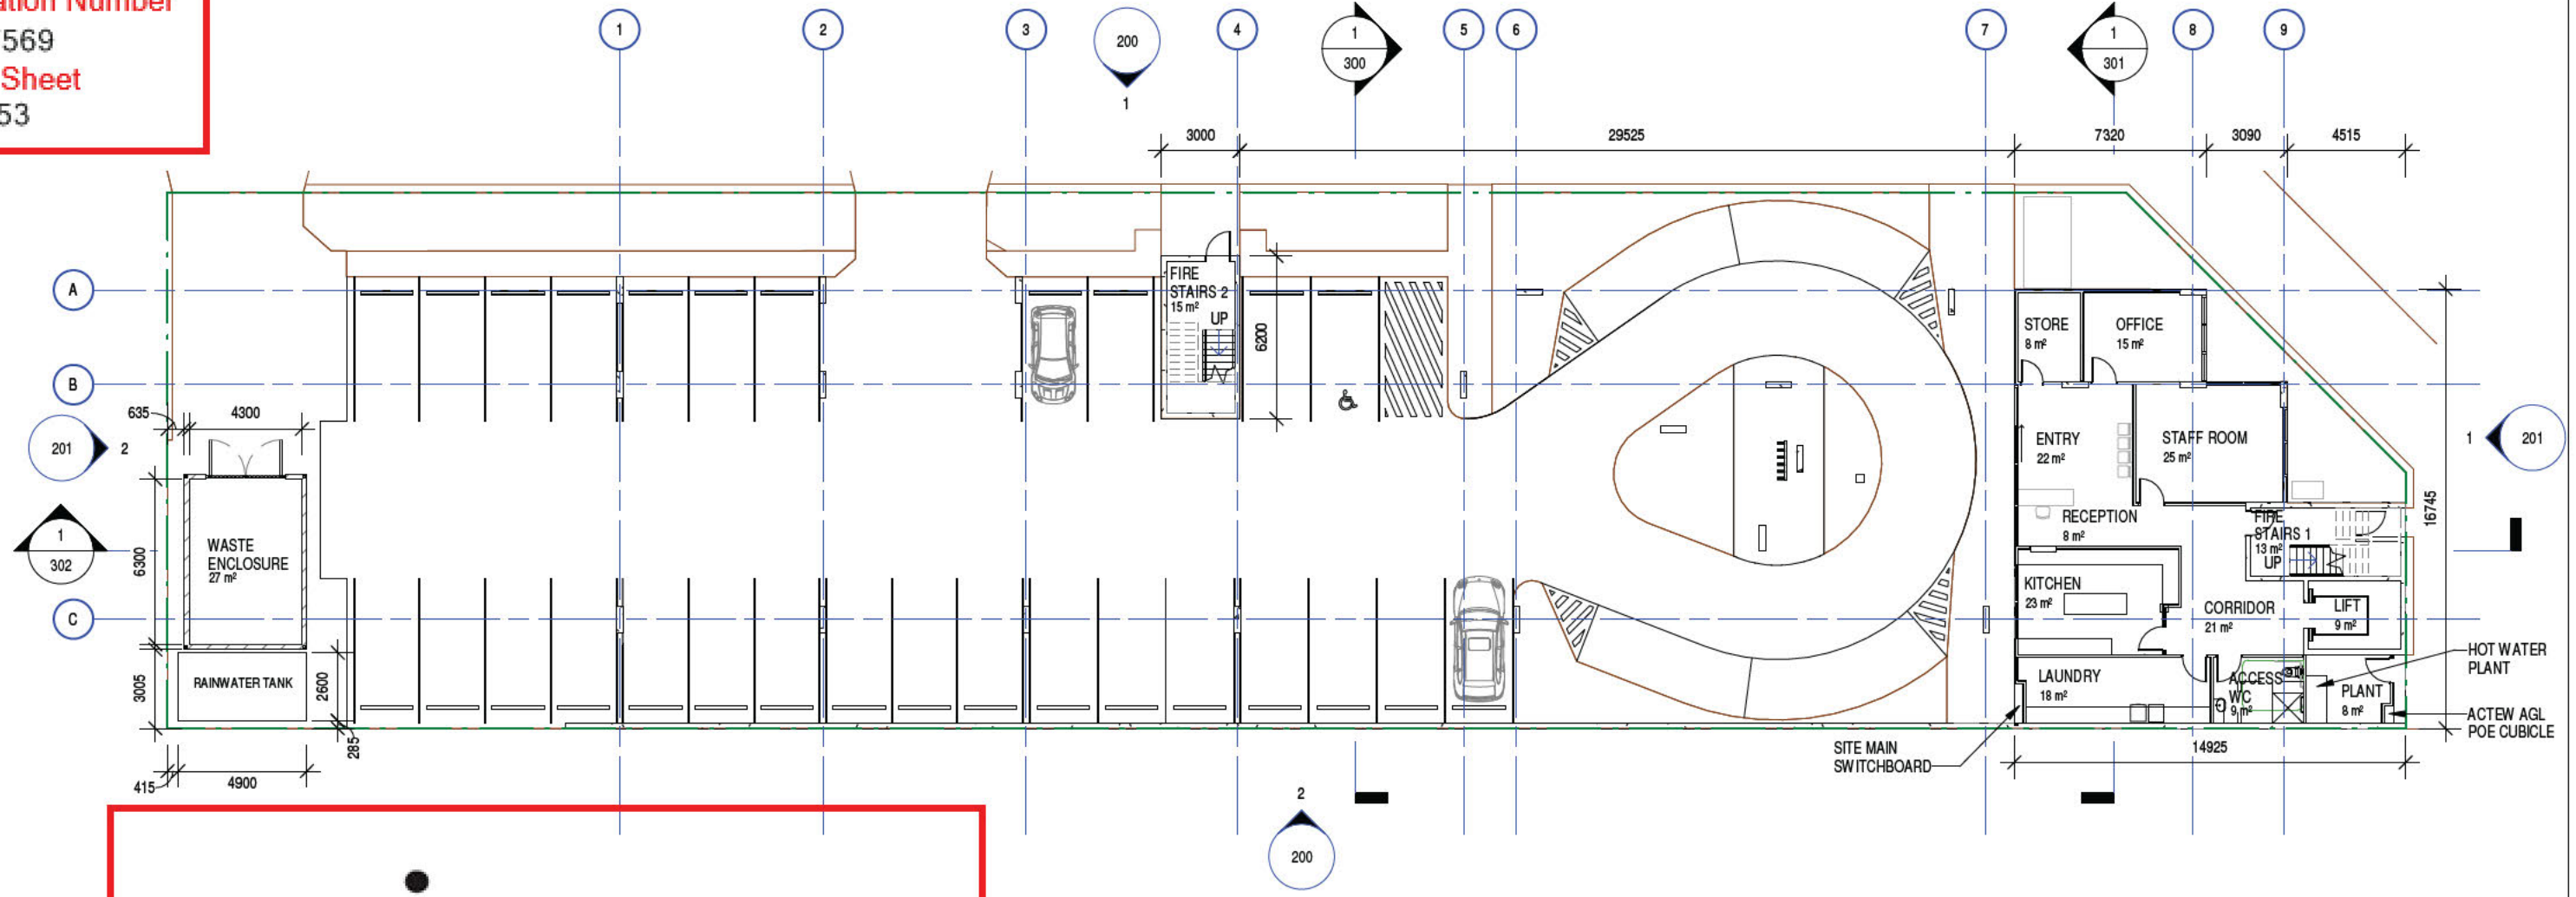 ation Number
569
Sheet
53
1
2
3
200
1
4
1
300
5
6
7
1
301
8
9
3000
29525
7320
3090
4515
A
B
C
FIRE
STAIRS 2
15 m²
UP
6200
STORE
8 m²
OFFICE
15 m²
635
4300
201
2
1
302
6300
WASTE
ENCLOSURE
27 m²
3005
RAINWATER TANK
2600
285
415
4900
ENTRY
22 m²
STAFF ROOM
25 m²
1
201
16745
RECEPTION
8 m²
FIRE
STAIRS 1
13 m²
UP
KITCHEN
23 m²
CORRIDOR
21 m²
LIFT
9 m²
HOT WATER
PLANT
LAUNDRY
18 m²
ACCESS
WC
9 m²
PLANT
8 m²
ACTEW AGL
POE CUBICLE
SITE MAIN
SWITCHBOARD
14925
2
200